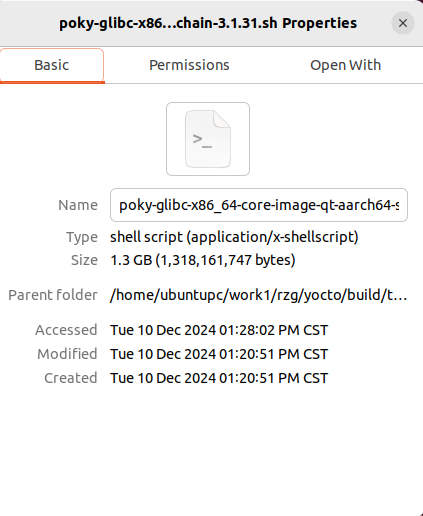 poky-glibc-x86…chain-3.1.31.sh Properties
Basic Permissions Open With
>_
Name poky-glibc-x86_64-core-image-qt-aarch64-s
Type shell script (application/x-shellscript)
Size 1.3 GB (1,318,161,747 bytes)
Parent folder /home/ubuntupc/work1/rzg/yocto/build/t…
Accessed Tue 10 Dec 2024 01:28:02 PM CST
Modified Tue 10 Dec 2024 01:20:51 PM CST
Created Tue 10 Dec 2024 01:20:51 PM CST